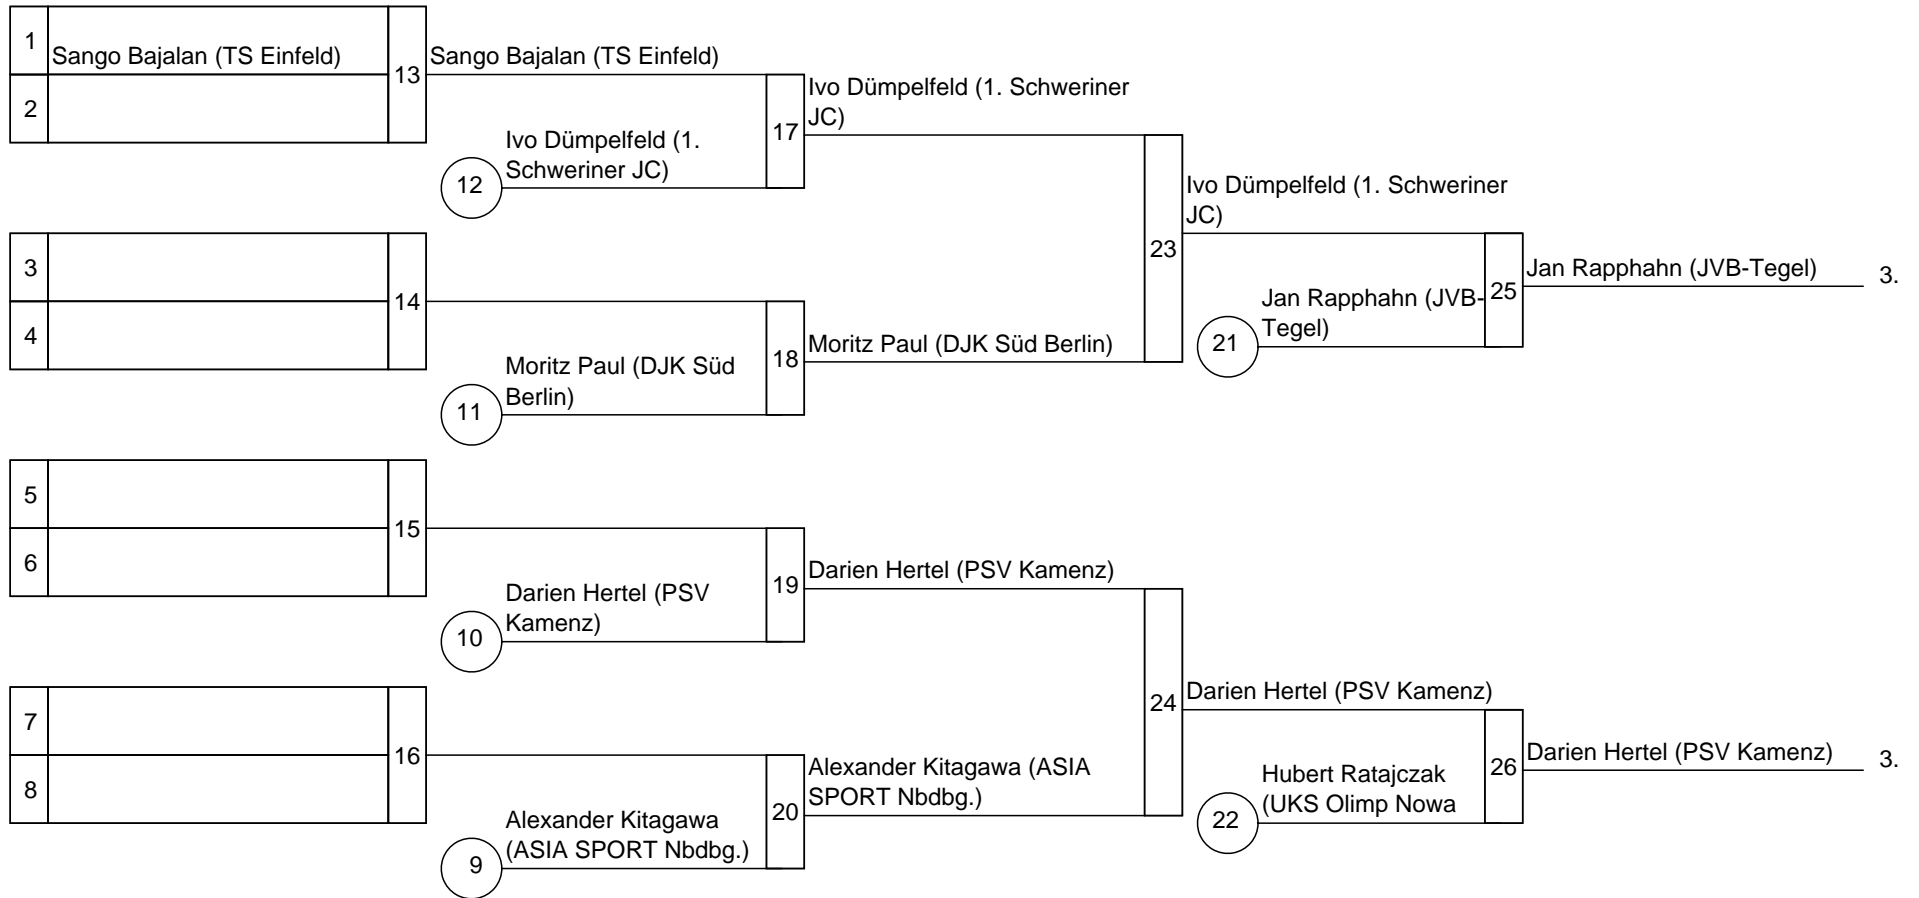 1
Sango Bajalan (TS Einfeld)
2
13
Sango Bajalan (TS Einfeld)
12
Ivo Dümpelfeld (1.
Schweriner JC)
17
Ivo Dümpelfeld (1. Schweriner
JC)
3
4
14
11
Moritz Paul (DJK Süd
Berlin)
18
Moritz Paul (DJK Süd Berlin)
23
Ivo Dümpelfeld (1. Schweriner
JC)
21
Jan Rapphahn (JVB-
Tegel)
25
Jan Rapphahn (JVB-Tegel)
3.
5
6
15
10
Darien Hertel (PSV
Kamenz)
19
Darien Hertel (PSV Kamenz)
7
8
16
9
Alexander Kitagawa
(ASIA SPORT Nbdbg.)
20
Alexander Kitagawa (ASIA
SPORT Nbdbg.)
24
Darien Hertel (PSV Kamenz)
22
Hubert Ratajczak
(UKS Olimp Nowa
26
Darien Hertel (PSV Kamenz)
3.